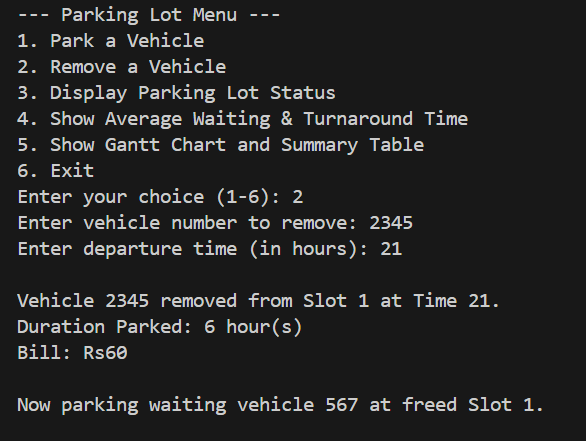 --- Parking Lot Menu ---
1. Park a Vehicle
2. Remove a Vehicle
3. Display Parking Lot Status
4. Show Average Waiting & Turnaround Time
5. Show Gantt Chart and Summary Table
6. Exit
Enter your choice (1-6): 2
Enter vehicle number to remove: 2345
Enter departure time (in hours): 21
Vehicle 2345 removed from Slot 1 at Time 21.
Duration Parked: 6 hour(s)
Bill: Rs60
Now parking waiting vehicle 567 at freed Slot 1.